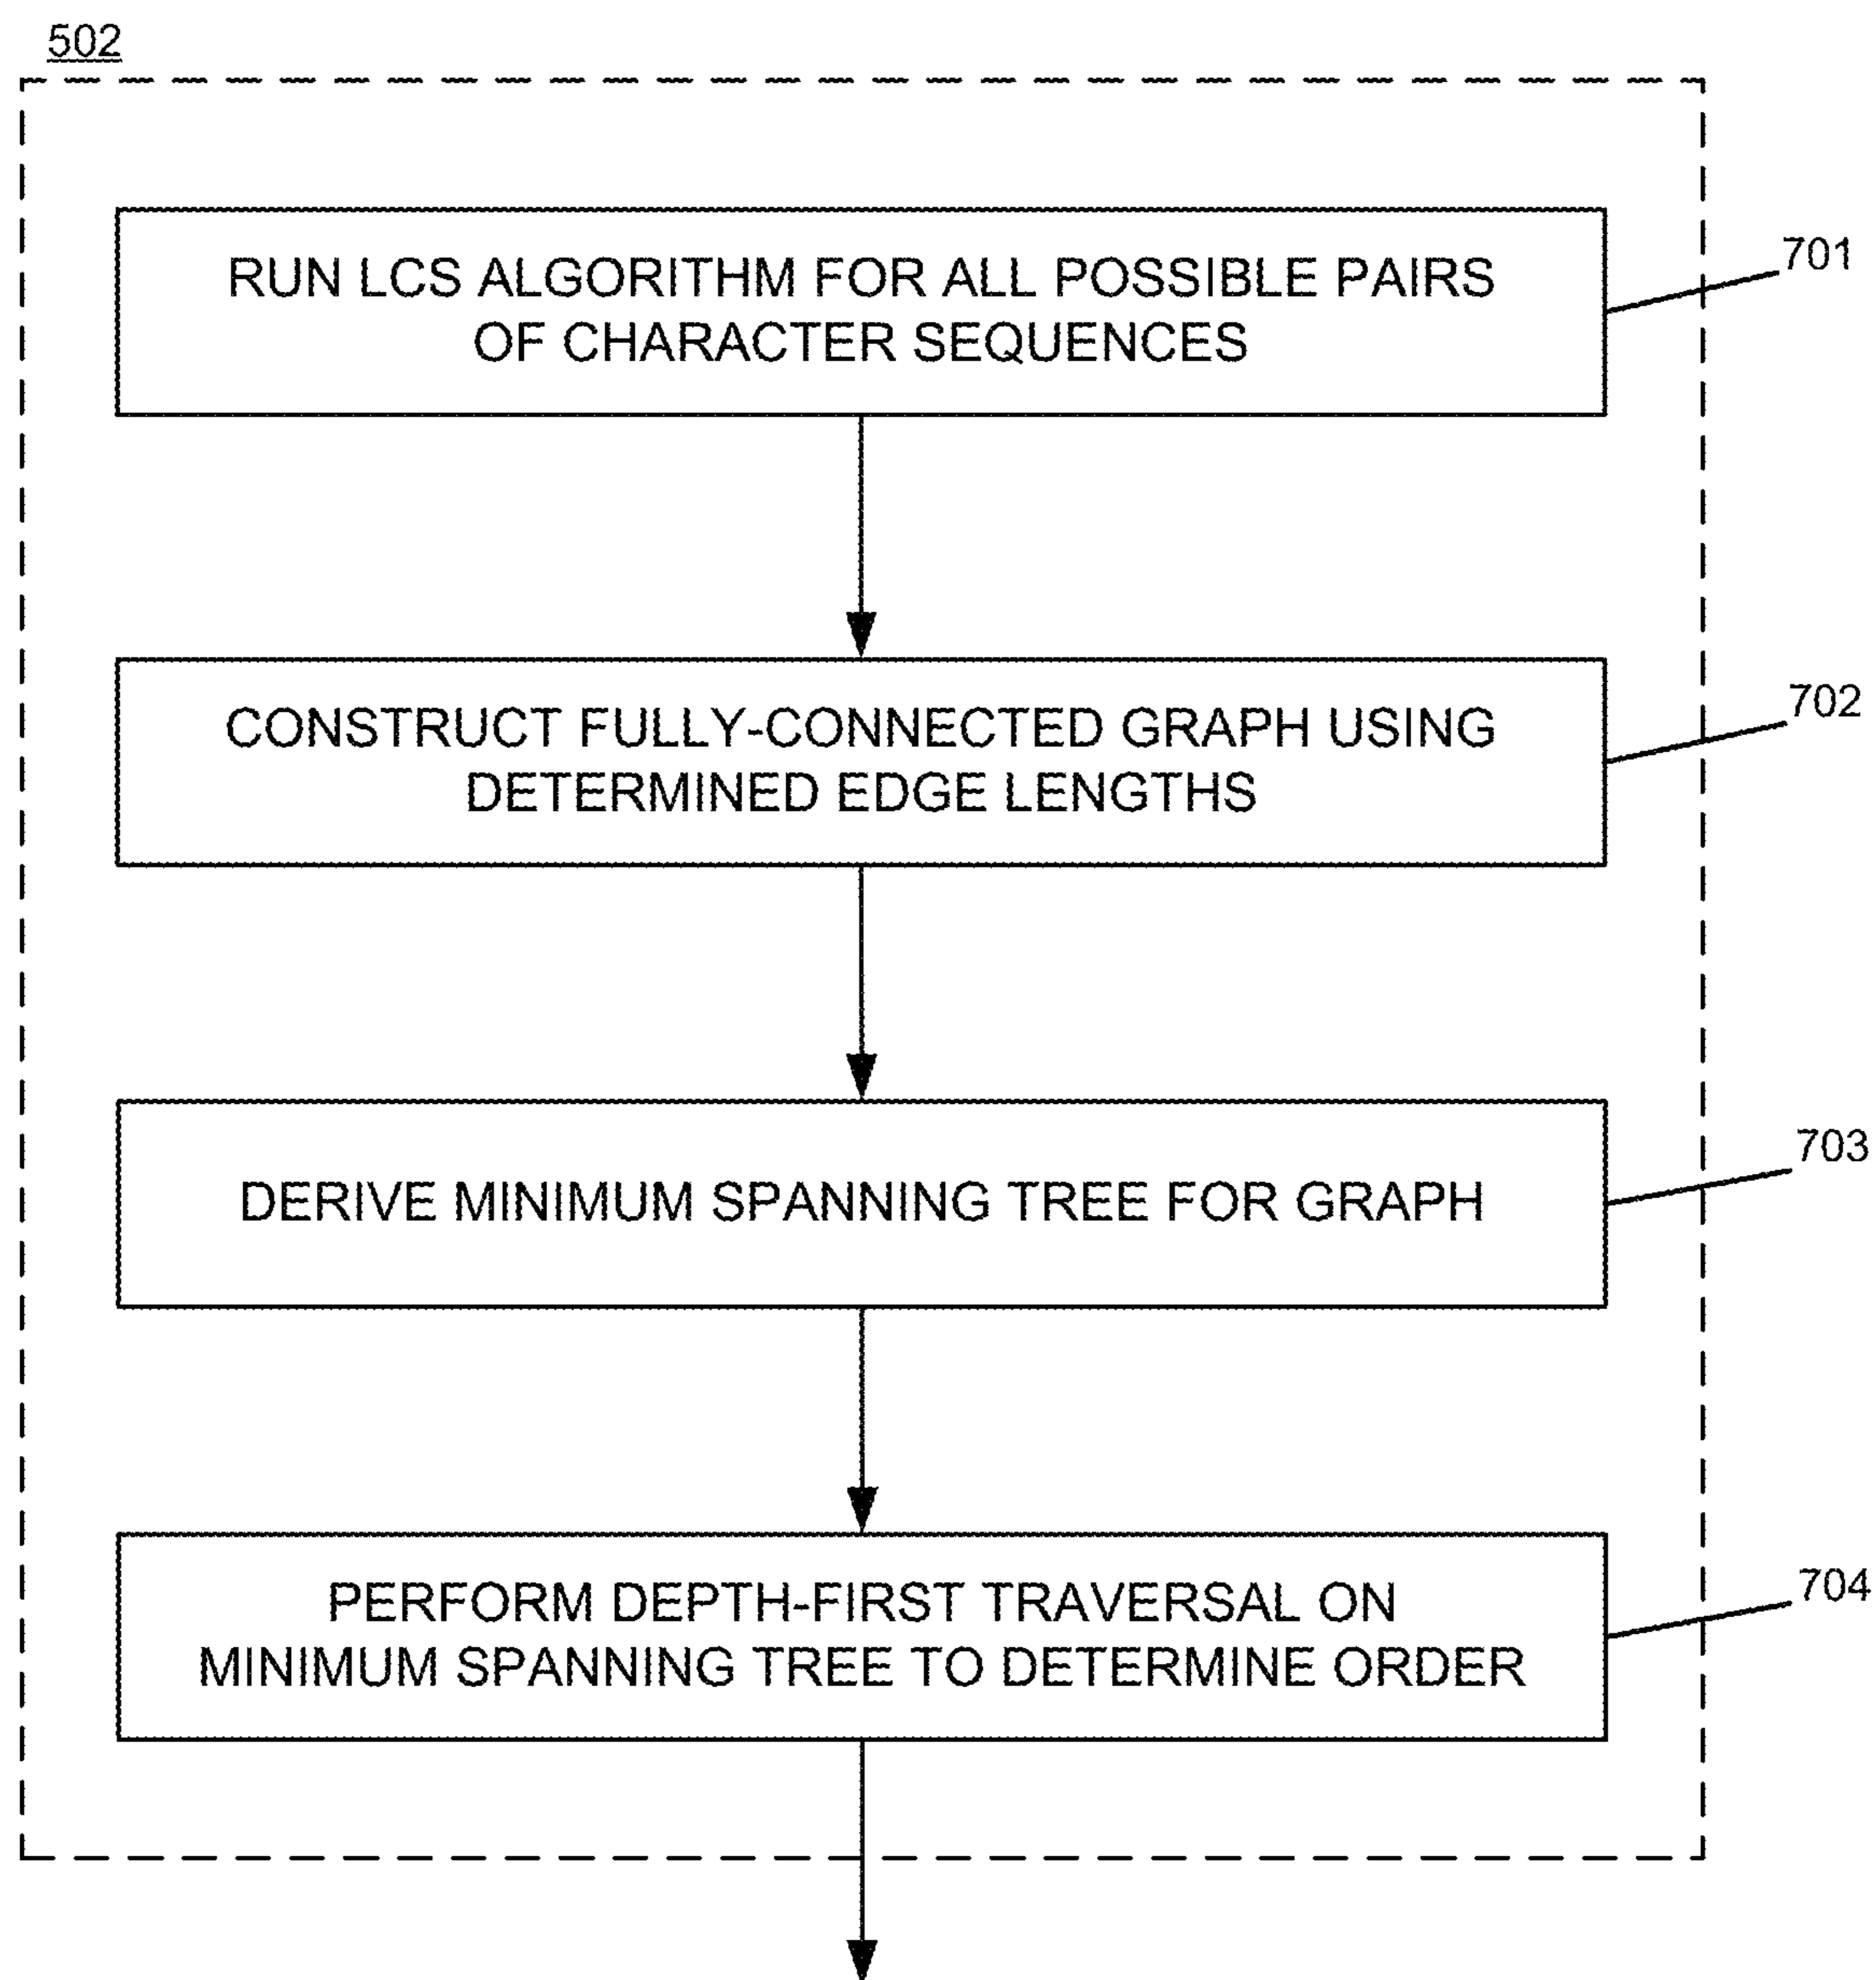 502
RUN LCS ALGORITHM FOR ALL POSSIBLE PAIRS
OF CHARACTER SEQUENCES
701
CONSTRUCT FULLY-CONNECTED GRAPH USING
DETERMINED EDGE LENGTHS
702
DERIVE MINIMUM SPANNING TREE FOR GRAPH
703
PERFORM DEPTH-FIRST TRAVERSAL ON
MINIMUM SPANNING TREE TO DETERMINE ORDER
704